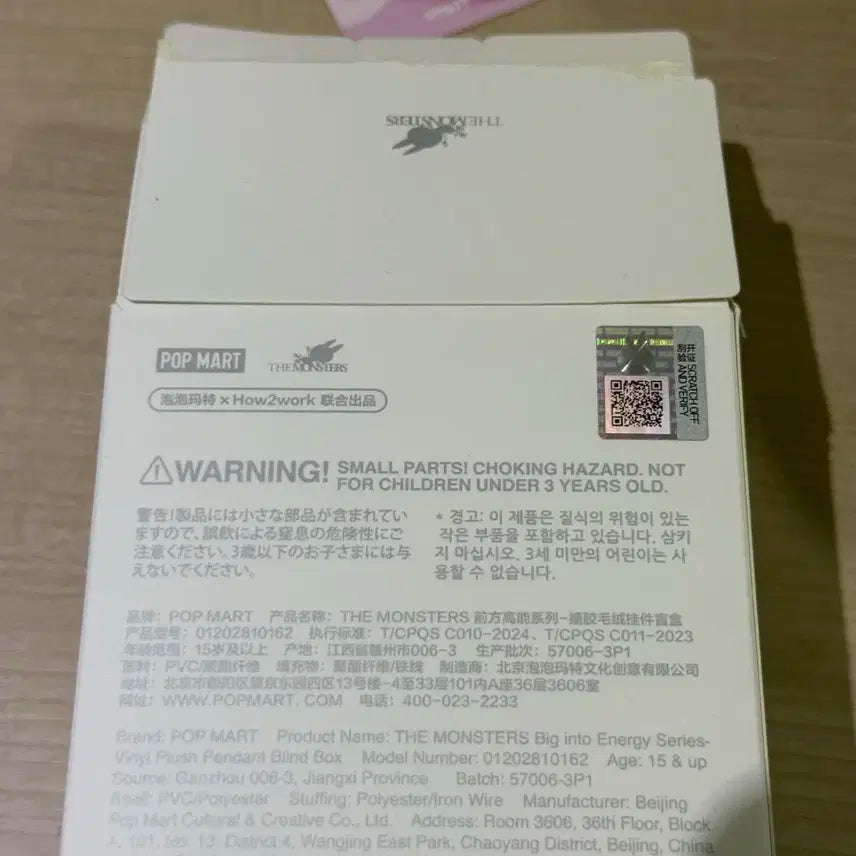 THE MONSTERS
POP MART
THE MONSTERS
泡泡玛特 × How2work 联合出品
刮开验证 SCRATCH OFF AND VERIFY
WARNING! SMALL PARTS! CHOKING HAZARD. NOT
FOR CHILDREN UNDER 3 YEARS OLD.
警告!製品には小さな部品が含まれてい
ますので、誤飲による窒息の危険性にご
注意ください。3歳以下のお子さまには与
えないでください。
* 경고: 이 제품은 질식의 위험이 있는
작은 부품을 포함하고 있습니다. 삼키
지 마십시오. 3세 미만의 어린이는 사
용할 수 없습니다.
品牌: POP MART 产品名称: THE MONSTERS 前方高能系列-搪胶毛绒挂件盲盒
产品型号: 01202810162 执行标准: T/CPQS C010-2024、T/CPQS C011-2023
年龄范围: 15岁及以上 产地: 江西省赣州市006-3 生产批次: 57006-3P1
面料: PVC/聚酯纤维 填充物: 聚酯纤维/铁线 制造商: 北京泡泡玛特文化创意有限公司
地址: 北京市朝阳区望京东园四区13号楼-4至33层101内A座36层3606室
网址: WWW.POPMART.COM 电话: 400-023-2233
Brand: POP MART Product Name: THE MONSTERS Big into Energy Series-
Vinyl Plush Pendant Blind Box Model Number: 01202810162 Age: 15 & up
Source: Ganzhou 006-3, Jiangxi Province Batch: 57006-3P1
Shell: PVC/Polyester Stuffing: Polyester/Iron Wire Manufacturer: Beijing
Pop Mart Cultural & Creative Co., Ltd. Address: Room 3606, 36th Floor, Block
A, 101, No. 13, District 4, Wangjing East Park, Chaoyang District, Beijing, China